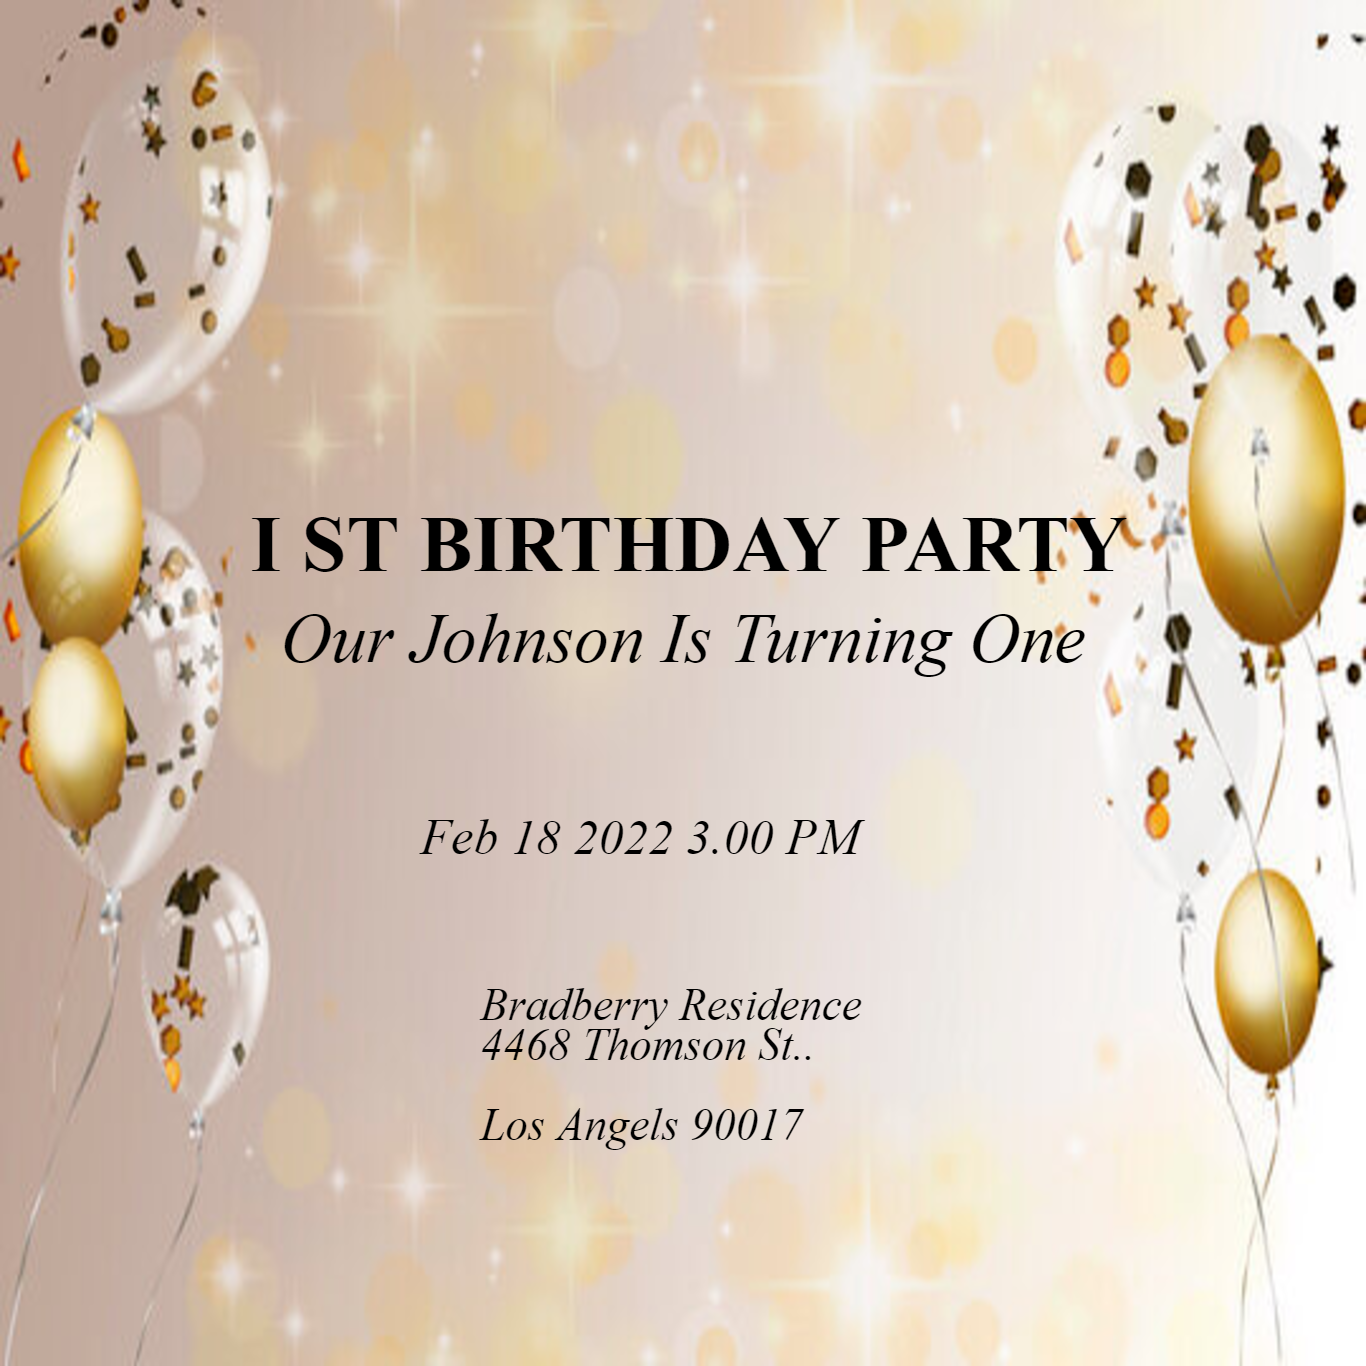 I ST BIRTHDAY PARTY
Our Johnson Is Turning One
Feb 18 2022 3.00 PM
Bradberry Residence
4468 Thomson St..
Los Angels 90017